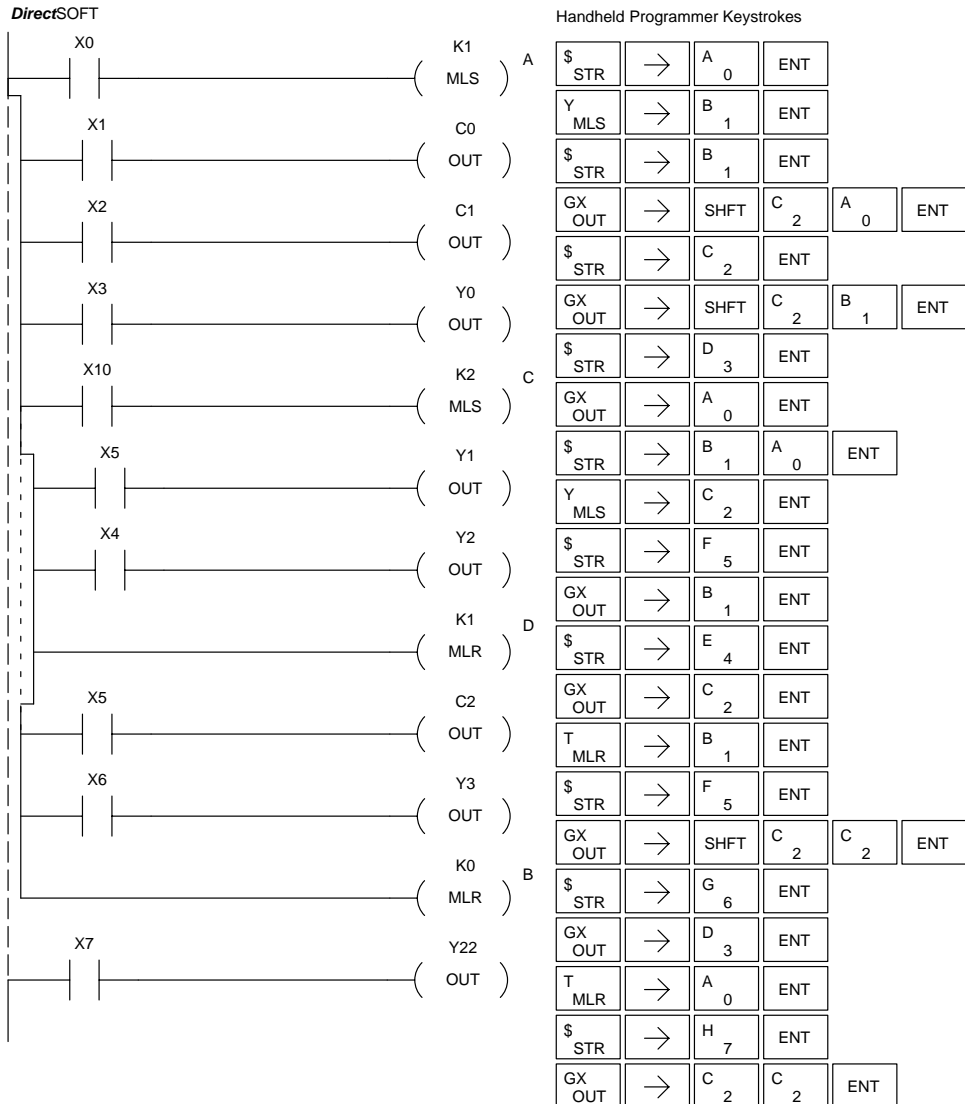 DirectSOFT
X0
K1
MLS
A
X1
C0
OUT
X2
C1
OUT
X3
Y0
OUT
X10
K2
MLS
C
X5
Y1
OUT
X4
Y2
OUT
K1
MLR
D
X5
C2
OUT
X6
Y3
OUT
K0
MLR
B
X7
Y22
OUT
Handheld Programmer Keystrokes
$ STR → A 0 ENT
Y MLS → B 1 ENT
$ STR → B 1 ENT
GX OUT → SHFT C 2 A 0 ENT
$ STR → C 2 ENT
GX OUT → SHFT C 2 B 1 ENT
$ STR → D 3 ENT
GX OUT → A 0 ENT
$ STR → B 1 A 0 ENT
Y MLS → C 2 ENT
$ STR → F 5 ENT
GX OUT → B 1 ENT
$ STR → E 4 ENT
GX OUT → C 2 ENT
T MLR → B 1 ENT
$ STR → F 5 ENT
GX OUT → SHFT C 2 C 2 ENT
$ STR → G 6 ENT
GX OUT → D 3 ENT
T MLR → A 0 ENT
$ STR → H 7 ENT
GX OUT → C 2 C 2 ENT